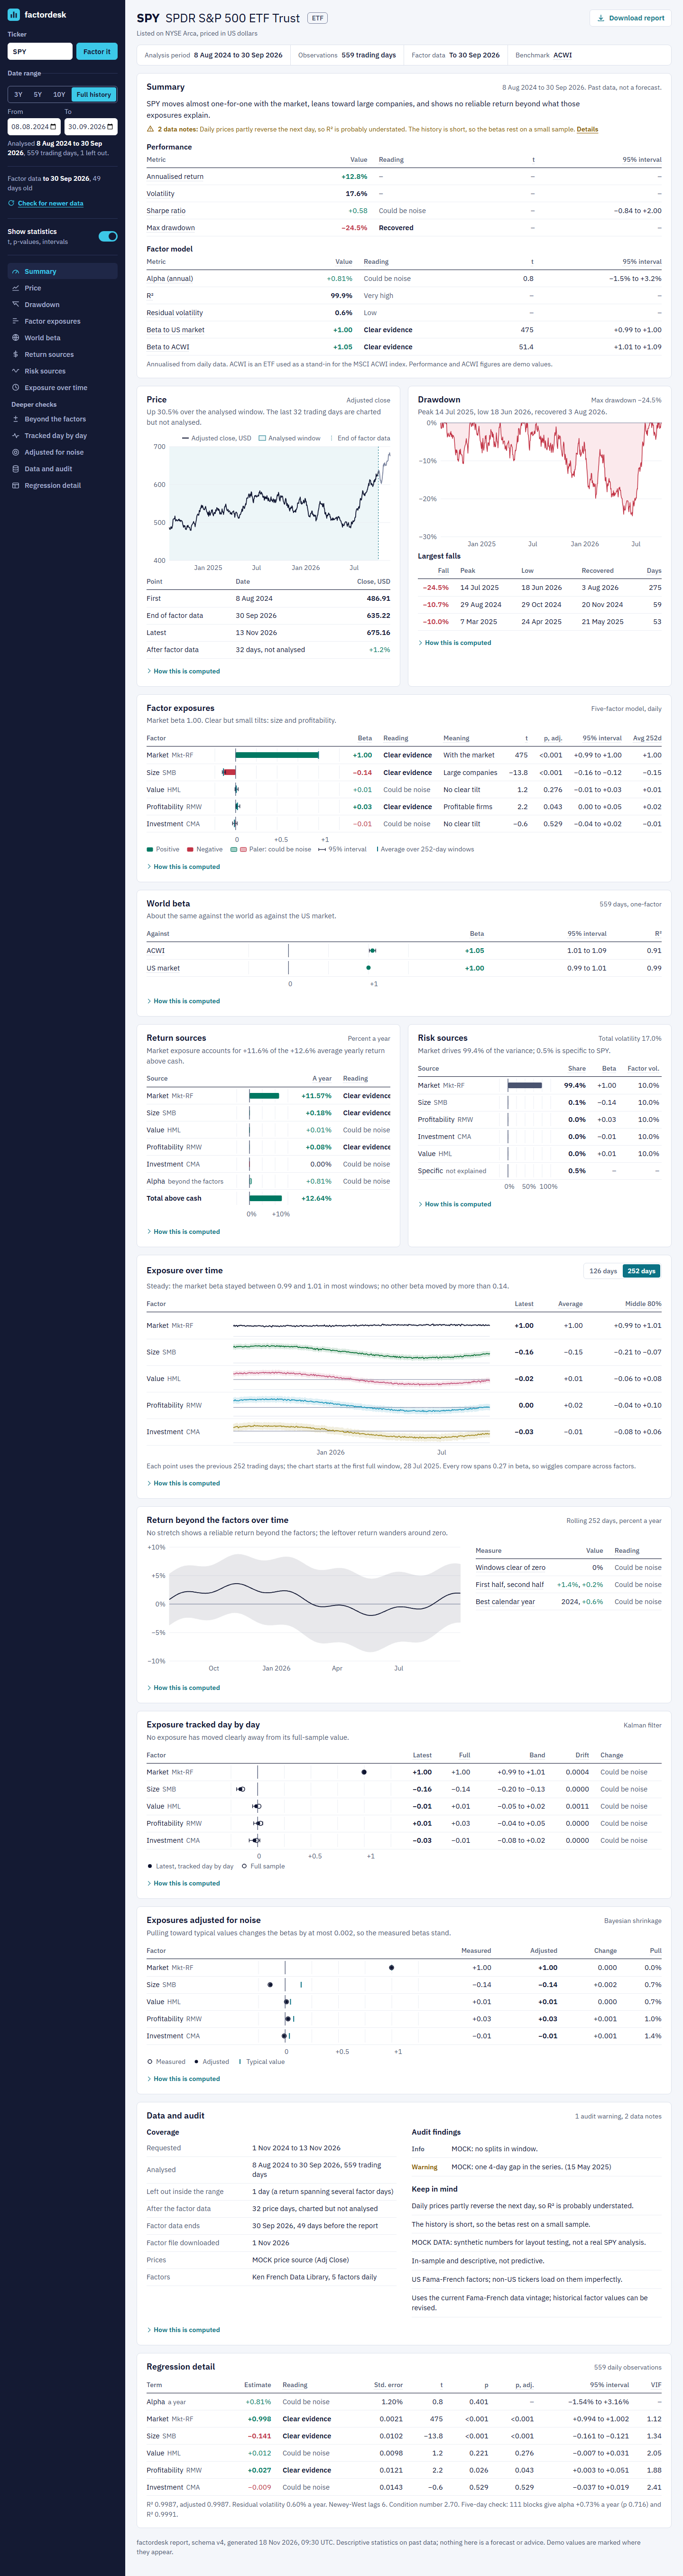 factordesk
Ticker
SPY
Factor it
Date range
3Y 5Y 10Y Full history
From To
08.08.2024 30.09.2026
Analysed 8 Aug 2024 to 30 Sep
2026, 559 trading days, 1 left out.
Factor data to 30 Sep 2026, 49
days old
Check for newer data
Show statistics
t, p-values, intervals
Summary
Price
Drawdown
Factor exposures
World beta
Return sources
Risk sources
Exposure over time
Deeper checks
Beyond the factors
Tracked day by day
Adjusted for noise
Data and audit
Regression detail
SPY SPDR S&P 500 ETF Trust ETF
Download report
Listed on NYSE Arca, priced in US dollars
Analysis period 8 Aug 2024 to 30 Sep 2026 Observations 559 trading days Factor data To 30 Sep 2026 Benchmark ACWI
Summary 8 Aug 2024 to 30 Sep 2026. Past data, not a forecast.
SPY moves almost one-for-one with the market, leans toward large companies, and shows no reliable return beyond what those
exposures explain.
2 data notes: Daily prices partly reverse the next day, so R² is probably understated. The history is short, so the betas rest on a small sample. Details
Performance
Metric Value Reading t 95% interval
Annualised return +12.8% – – –
Volatility 17.6% – – –
Sharpe ratio +0.58 Could be noise – −0.84 to +2.00
Max drawdown −24.5% Recovered – –
Factor model
Metric Value Reading t 95% interval
Alpha (annual) +0.81% Could be noise 0.8 −1.5% to +3.2%
R² 99.9% Very high – –
Residual volatility 0.6% Low – –
Beta to US market +1.00 Clear evidence 475 +0.99 to +1.00
Beta to ACWI +1.05 Clear evidence 51.4 +1.01 to +1.09
Annualised from daily data. ACWI is an ETF used as a stand-in for the MSCI ACWI index. Performance and ACWI figures are demo values.
Price Adjusted close
Up 30.5% over the analysed window. The last 32 trading days are charted
but not analysed.
Adjusted close, USD Analysed window End of factor data
700
600
500
400
Jan 2025 Jul Jan 2026 Jul
Point Date Close, USD
First 8 Aug 2024 486.91
End of factor data 30 Sep 2026 635.22
Latest 13 Nov 2026 675.16
After factor data 32 days, not analysed +1.2%
How this is computed
Drawdown Max drawdown −24.5%
Peak 14 Jul 2025, low 18 Jun 2026, recovered 3 Aug 2026.
0%
−10%
−20%
−30%
Jan 2025 Jul Jan 2026 Jul
Largest falls
Fall Peak Low Recovered Days
−24.5% 14 Jul 2025 18 Jun 2026 3 Aug 2026 275
−10.7% 29 Aug 2024 29 Oct 2024 20 Nov 2024 59
−10.0% 7 Mar 2025 24 Apr 2025 21 May 2025 53
How this is computed
Factor exposures Five-factor model, daily
Market beta 1.00. Clear but small tilts: size and profitability.
Factor Beta Reading Meaning t p, adj. 95% interval Avg 252d
Market Mkt-RF +1.00 Clear evidence With the market 475 <0.001 +0.99 to +1.00 +1.00
Size SMB −0.14 Clear evidence Large companies −13.8 <0.001 −0.16 to −0.12 −0.15
Value HML +0.01 Could be noise No clear tilt 1.2 0.276 −0.01 to +0.03 +0.01
Profitability RMW +0.03 Clear evidence Profitable firms 2.2 0.043 0.00 to +0.05 +0.02
Investment CMA −0.01 Could be noise No clear tilt −0.6 0.529 −0.04 to +0.02 −0.01
0 +0.5 +1
Positive Negative Paler: could be noise 95% interval Average over 252-day windows
How this is computed
World beta 559 days, one-factor
About the same against the world as against the US market.
Against Beta 95% interval R²
ACWI +1.05 1.01 to 1.09 0.91
US market +1.00 0.99 to 1.01 0.99
0 +1
How this is computed
Return sources Percent a year
Market exposure accounts for +11.6% of the +12.6% average yearly return
above cash.
Source A year Reading
Market Mkt-RF +11.57% Clear evidence
Size SMB +0.18% Clear evidence
Value HML +0.01% Could be noise
Profitability RMW +0.08% Clear evidence
Investment CMA 0.00% Could be noise
Alpha beyond the factors +0.81% Could be noise
Total above cash +12.64%
0% +10%
How this is computed
Risk sources Total volatility 17.0%
Market drives 99.4% of the variance; 0.5% is specific to SPY.
Source Share Beta Factor vol.
Market Mkt-RF 99.4% +1.00 10.0%
Size SMB 0.1% −0.14 10.0%
Profitability RMW 0.0% +0.03 10.0%
Investment CMA 0.0% −0.01 10.0%
Value HML 0.0% +0.01 10.0%
Specific not explained 0.5% – –
0% 50% 100%
How this is computed
Exposure over time 126 days 252 days
Steady: the market beta stayed between 0.99 and 1.01 in most windows; no other beta moved by more than 0.14.
Factor Latest Average Middle 80%
Market Mkt-RF +1.00 +1.00 +0.99 to +1.01
Size SMB −0.16 −0.15 −0.21 to −0.07
Value HML −0.02 +0.01 −0.06 to +0.08
Profitability RMW 0.00 +0.02 −0.04 to +0.10
Investment CMA −0.03 −0.01 −0.08 to +0.06
Jan 2026 Jul
Each point uses the previous 252 trading days; the chart starts at the first full window, 28 Jul 2025. Every row spans 0.27 in beta, so wiggles compare across factors.
How this is computed
Return beyond the factors over time Rolling 252 days, percent a year
No stretch shows a reliable return beyond the factors; the leftover return wanders around zero.
+10%
+5%
0%
−5%
−10%
Oct Jan 2026 Apr Jul
Measure Value Reading
Windows clear of zero 0% Could be noise
First half, second half +1.4%, +0.2% Could be noise
Best calendar year 2024, +0.6% Could be noise
How this is computed
Exposure tracked day by day Kalman filter
No exposure has moved clearly away from its full-sample value.
Factor Latest Full Band Drift Change
Market Mkt-RF +1.00 +1.00 +0.99 to +1.01 0.0004 Could be noise
Size SMB −0.16 −0.14 −0.20 to −0.13 0.0000 Could be noise
Value HML −0.01 +0.01 −0.05 to +0.02 0.0011 Could be noise
Profitability RMW +0.01 +0.03 −0.04 to +0.05 0.0000 Could be noise
Investment CMA −0.03 −0.01 −0.08 to +0.02 0.0000 Could be noise
0 +0.5 +1
Latest, tracked day by day Full sample
How this is computed
Exposures adjusted for noise Bayesian shrinkage
Pulling toward typical values changes the betas by at most 0.002, so the measured betas stand.
Factor Measured Adjusted Change Pull
Market Mkt-RF +1.00 +1.00 0.000 0.0%
Size SMB −0.14 −0.14 +0.002 0.7%
Value HML +0.01 +0.01 0.000 0.7%
Profitability RMW +0.03 +0.03 +0.001 1.0%
Investment CMA −0.01 −0.01 +0.001 1.4%
0 +0.5 +1
Measured Adjusted Typical value
How this is computed
Data and audit 1 audit warning, 2 data notes
Coverage
Requested 1 Nov 2024 to 13 Nov 2026
Analysed 8 Aug 2024 to 30 Sep 2026, 559 trading
days
Left out inside the range 1 day (a return spanning several factor days)
After the factor data 32 price days, charted but not analysed
Factor data ends 30 Sep 2026, 49 days before the report
Factor file downloaded 1 Nov 2026
Prices MOCK price source (Adj Close)
Factors Ken French Data Library, 5 factors daily
Audit findings
Info MOCK: no splits in window.
Warning MOCK: one 4-day gap in the series. (15 May 2025)
Keep in mind
Daily prices partly reverse the next day, so R² is probably understated.
The history is short, so the betas rest on a small sample.
MOCK DATA: synthetic numbers for layout testing, not a real SPY analysis.
In-sample and descriptive, not predictive.
US Fama-French factors; non-US tickers load on them imperfectly.
Uses the current Fama-French data vintage; historical factor values can be
revised.
How this is computed
Regression detail 559 daily observations
Term Estimate Reading Std. error t p p, adj. 95% interval VIF
Alpha a year +0.81% Could be noise 1.20% 0.8 0.401 – −1.54% to +3.16% –
Market Mkt-RF +0.998 Clear evidence 0.0021 475 <0.001 <0.001 +0.994 to +1.002 1.12
Size SMB −0.141 Clear evidence 0.0102 −13.8 <0.001 <0.001 −0.161 to −0.121 1.34
Value HML +0.012 Could be noise 0.0098 1.2 0.221 0.276 −0.007 to +0.031 2.05
Profitability RMW +0.027 Clear evidence 0.0121 2.2 0.026 0.043 +0.003 to +0.051 1.88
Investment CMA −0.009 Could be noise 0.0143 −0.6 0.529 0.529 −0.037 to +0.019 2.41
R² 0.9987, adjusted 0.9987. Residual volatility 0.60% a year. Newey-West lags 6. Condition number 2.70. Five-day check: 111 blocks give alpha +0.73% a year (p 0.716) and
R² 0.9991.
factordesk report, schema v4, generated 18 Nov 2026, 09:30 UTC. Descriptive statistics on past data; nothing here is a forecast or advice. Demo values are marked where
they appear.